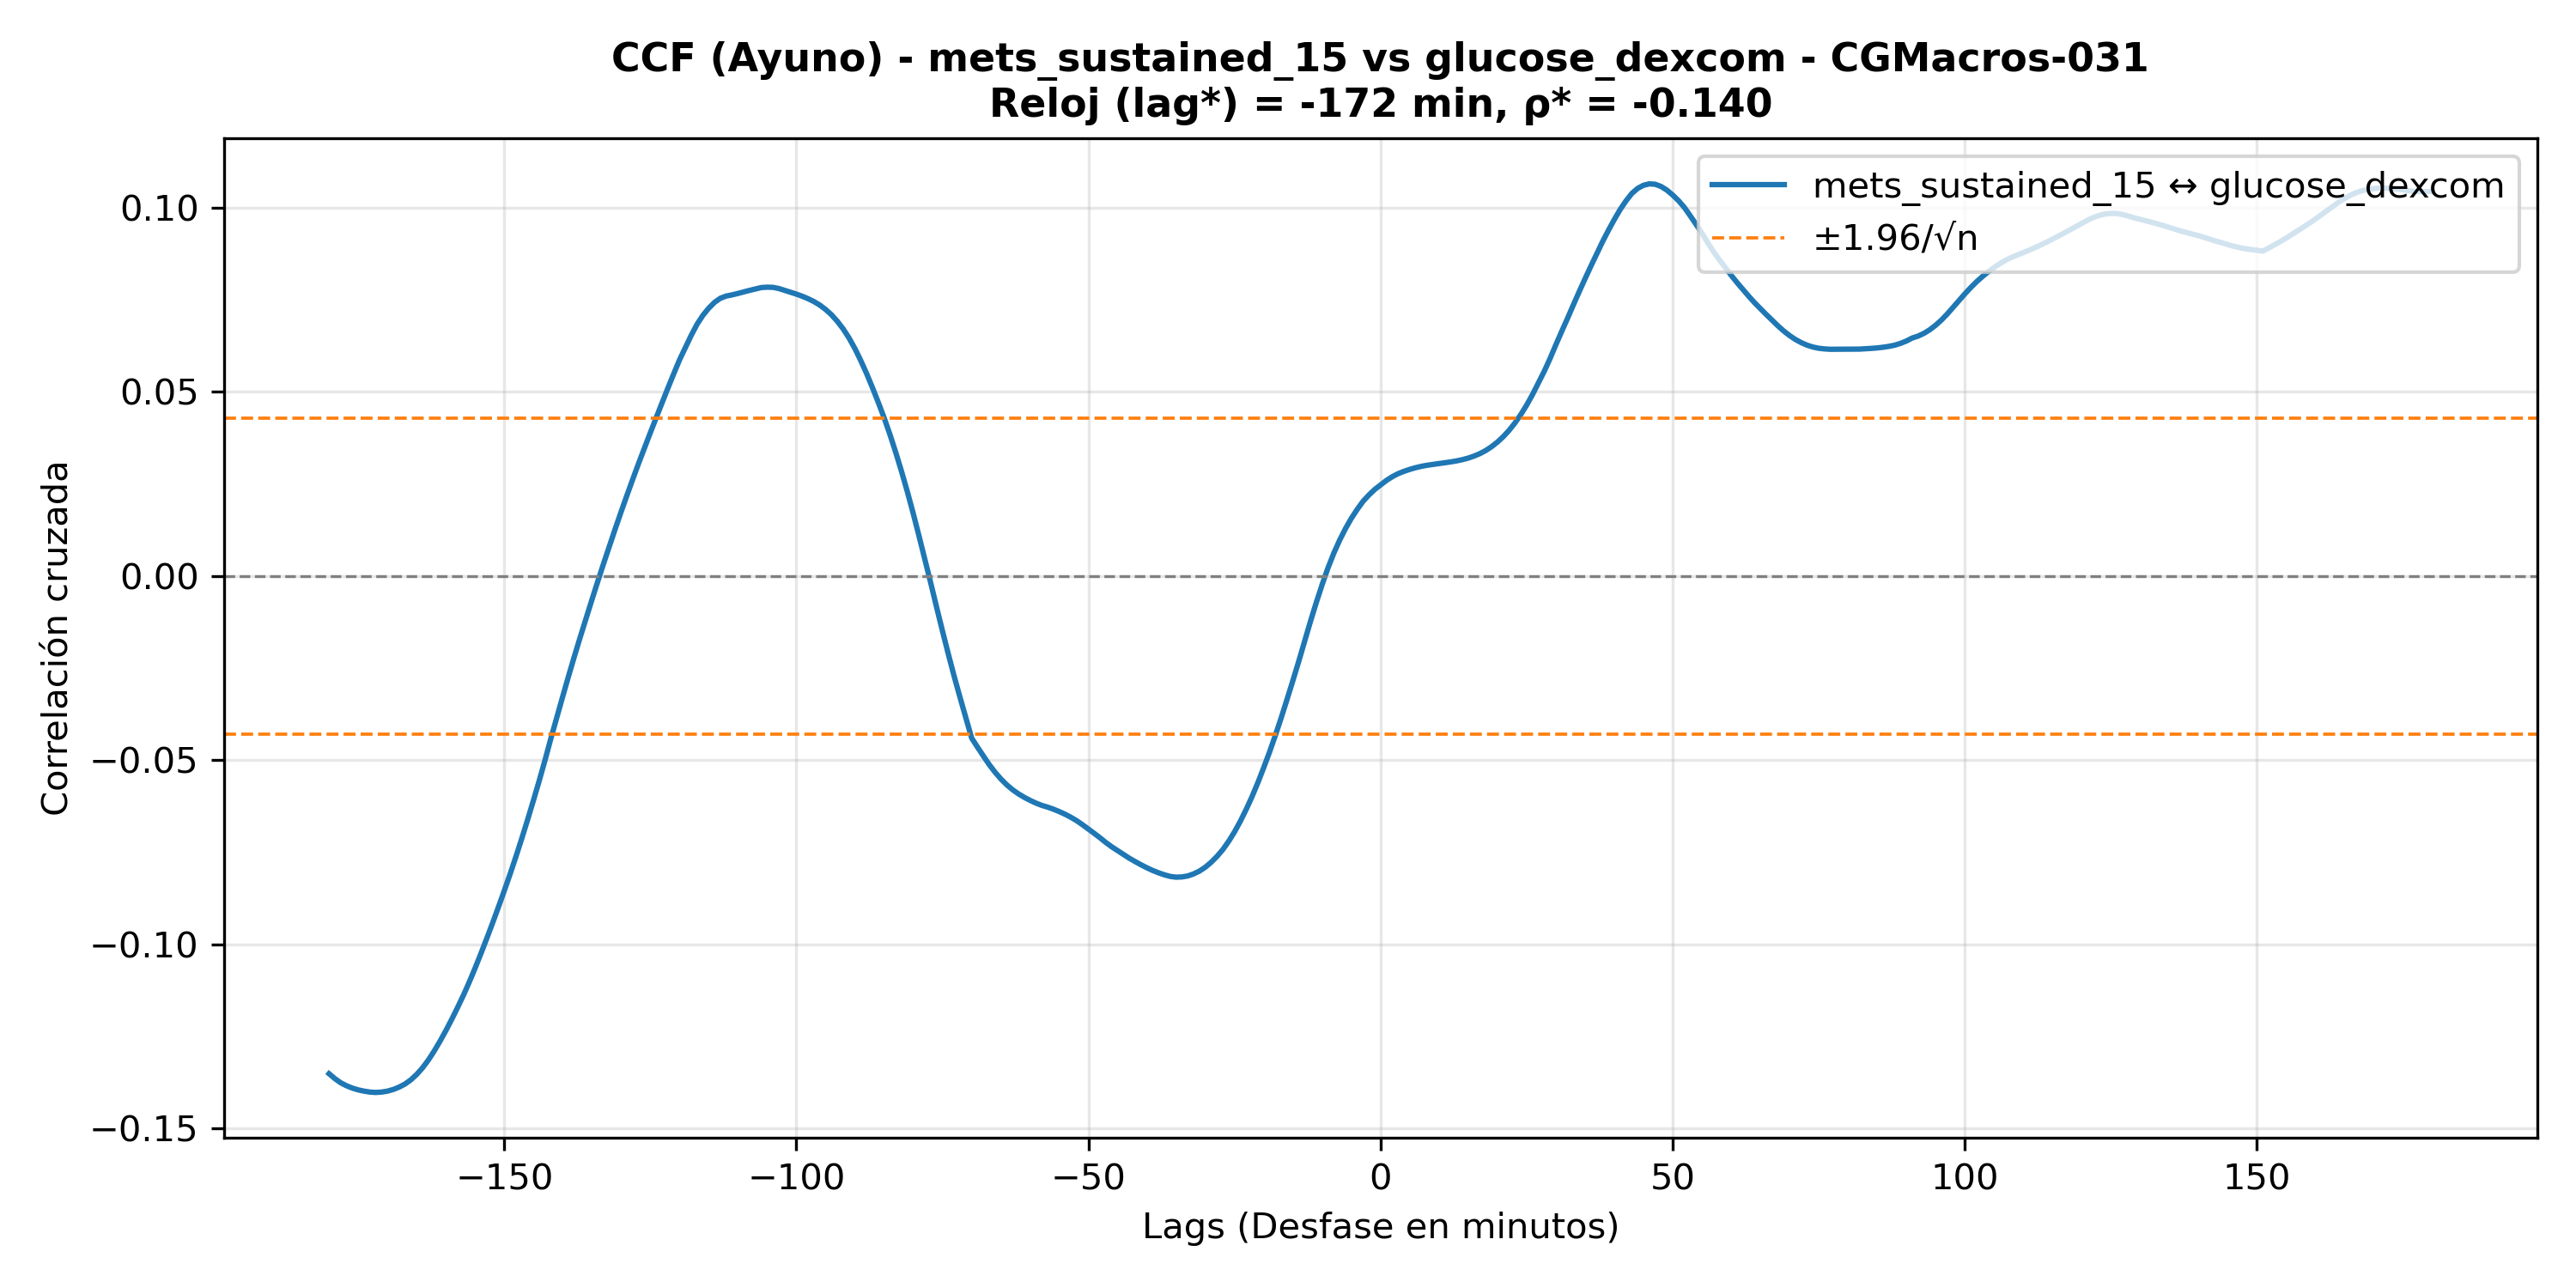 CCF (Ayuno) - mets_sustained_15 vs glucose_dexcom - CGMacros-031
Reloj (lag*) = -172 min, ρ* = -0.140
mets_sustained_15 ↔ glucose_dexcom
±1.96/√n
Correlación cruzada
0.10
0.05
0.00
−0.05
−0.10
−0.15
−150
−100
−50
0
50
100
150
Lags (Desfase en minutos)